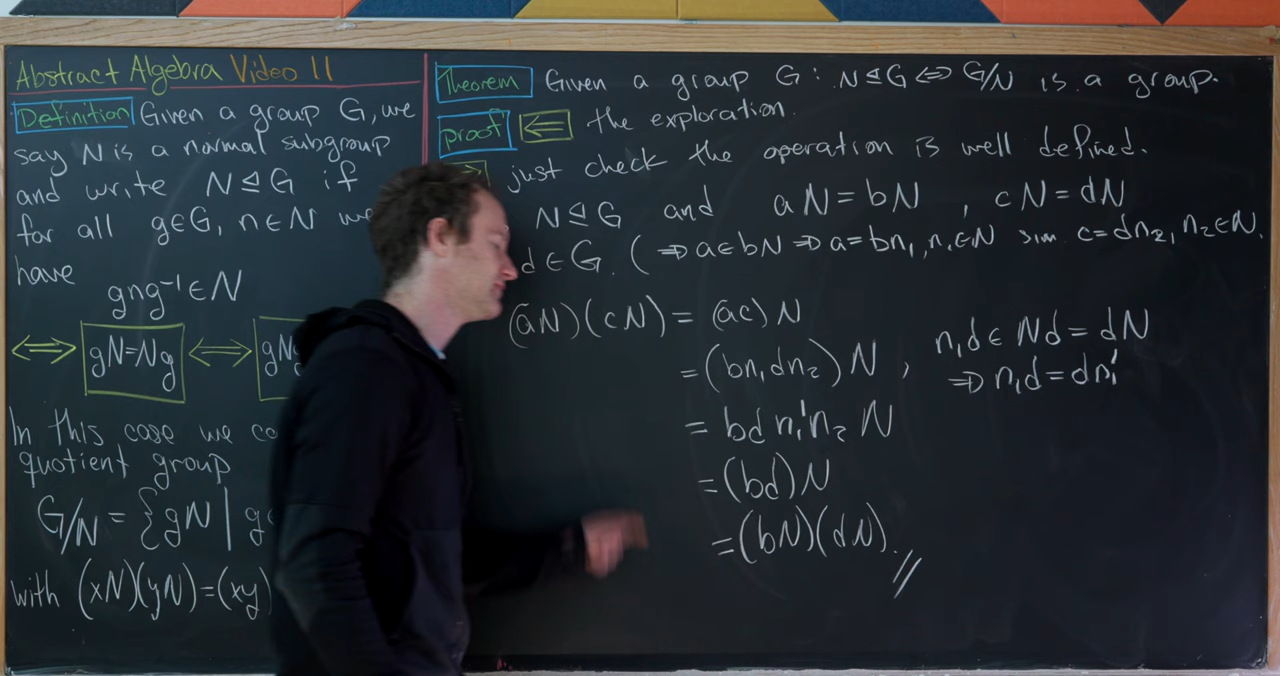 Abstract Algebra Video 11
Definition Given a group G, we
say N is a normal subgroup
and write N ⊴ G if
for all g∈G, n∈N we
have
gng⁻¹∈N
⟺ gN=Ng ⟺ gN
In this case we
quotient group
G/N = {gN |
with (xN)(yN)=(xy)
Theorem Given a group G: N⊴G ⟺ G/N is a group.
proof ⟸ the exploration.
just check the operation is well defined.
N⊴G and aN=bN, cN=dN
d∈G. (⇒a∈bN⇒a=bn₁, n₁∈N sim. c=dn₂, n₂∈N.
(aN)(cN) = (ac)N
=(bn₁dn₂)N, n₁d∈Nd=dN
⇒ n₁d=dn₁'
= bd n₁'n₂ N
=(bd)N
=(bN)(dN). //